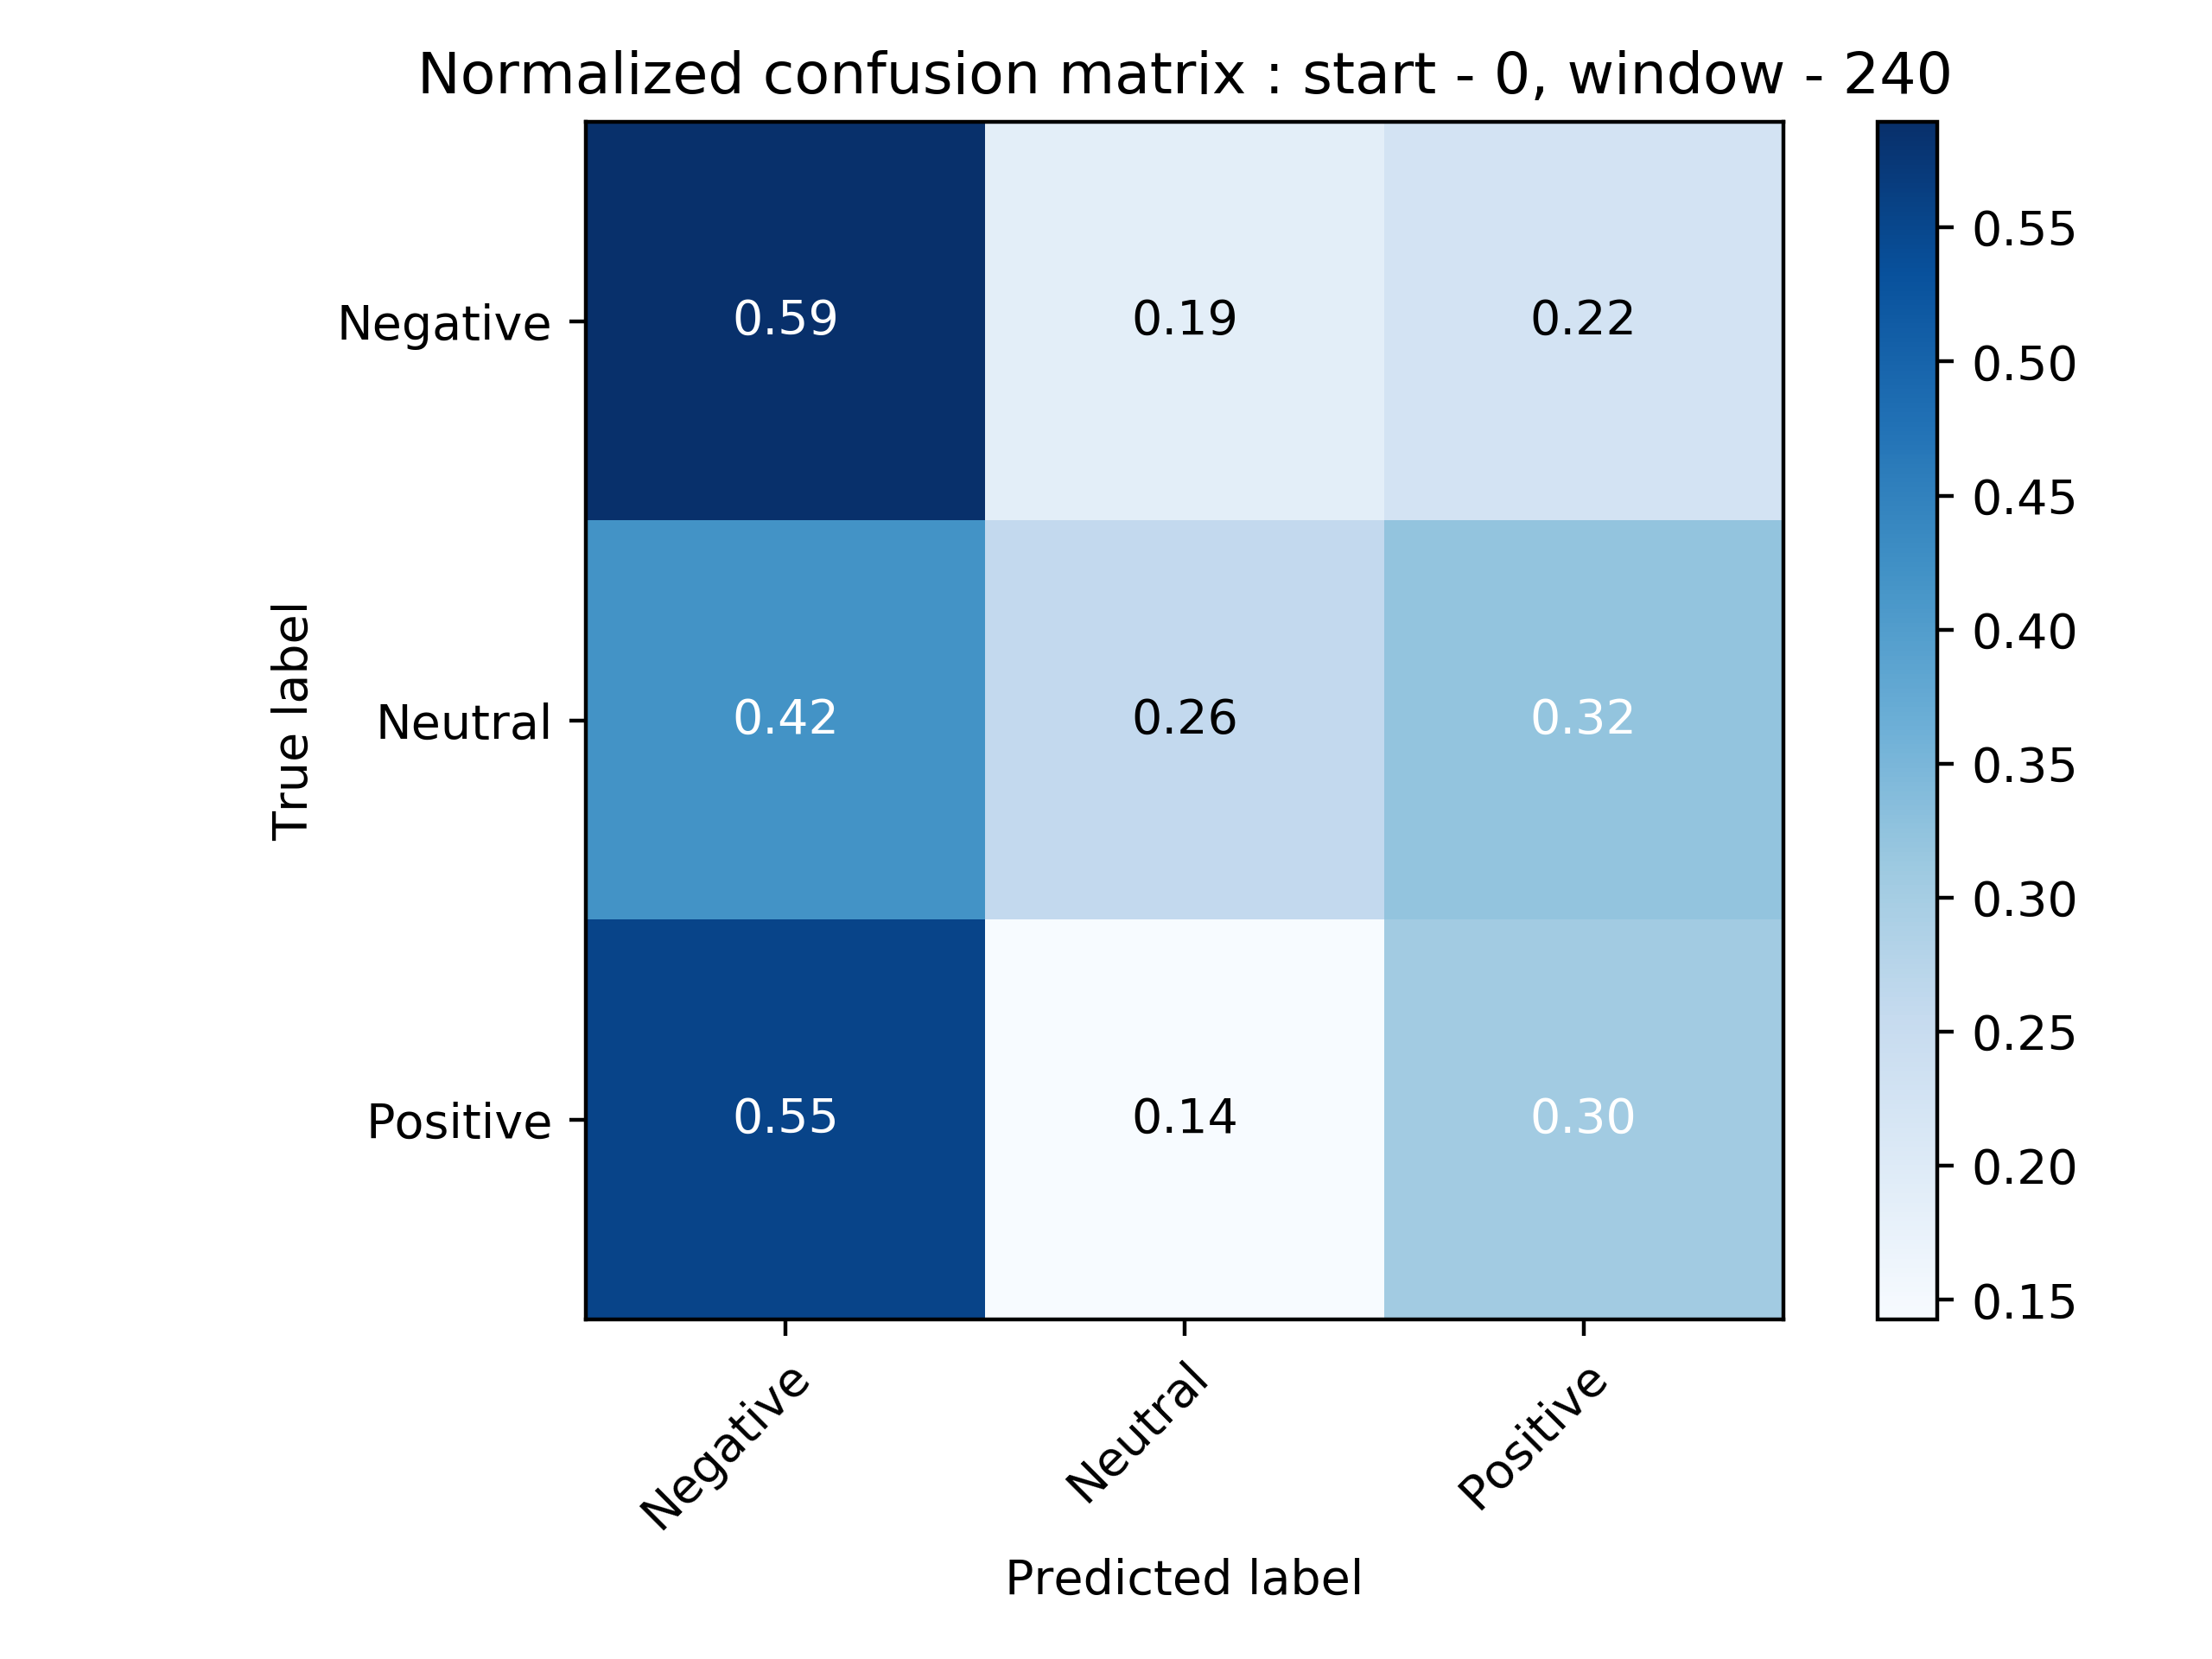 Normalized confusion matrix : start - 0, window - 240
True label
Negative
0.59 0.19 0.22
Neutral
0.42 0.26 0.32
Positive
0.55 0.14 0.30
Negative Neutral Positive
Predicted label
0.55
0.50
0.45
0.40
0.35
0.30
0.25
0.20
0.15